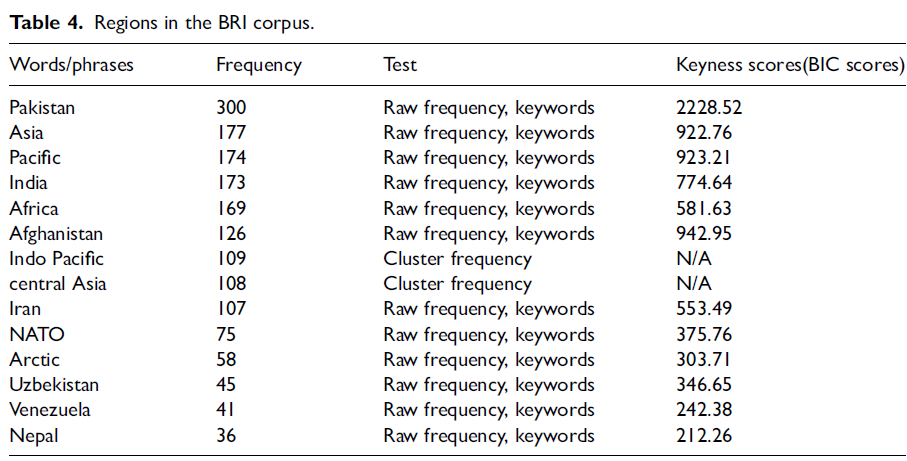 Table 4. Regions in the BRI corpus.
Words/phrases Frequency Test Keyness scores(BIC scores)
Pakistan 300 Raw frequency, keywords 2228.52
Asia 177 Raw frequency, keywords 922.76
Pacific 174 Raw frequency, keywords 923.21
India 173 Raw frequency, keywords 774.64
Africa 169 Raw frequency, keywords 581.63
Afghanistan 126 Raw frequency, keywords 942.95
Indo Pacific 109 Cluster frequency N/A
central Asia 108 Cluster frequency N/A
Iran 107 Raw frequency, keywords 553.49
NATO 75 Raw frequency, keywords 375.76
Arctic 58 Raw frequency, keywords 303.71
Uzbekistan 45 Raw frequency, keywords 346.65
Venezuela 41 Raw frequency, keywords 242.38
Nepal 36 Raw frequency, keywords 212.26